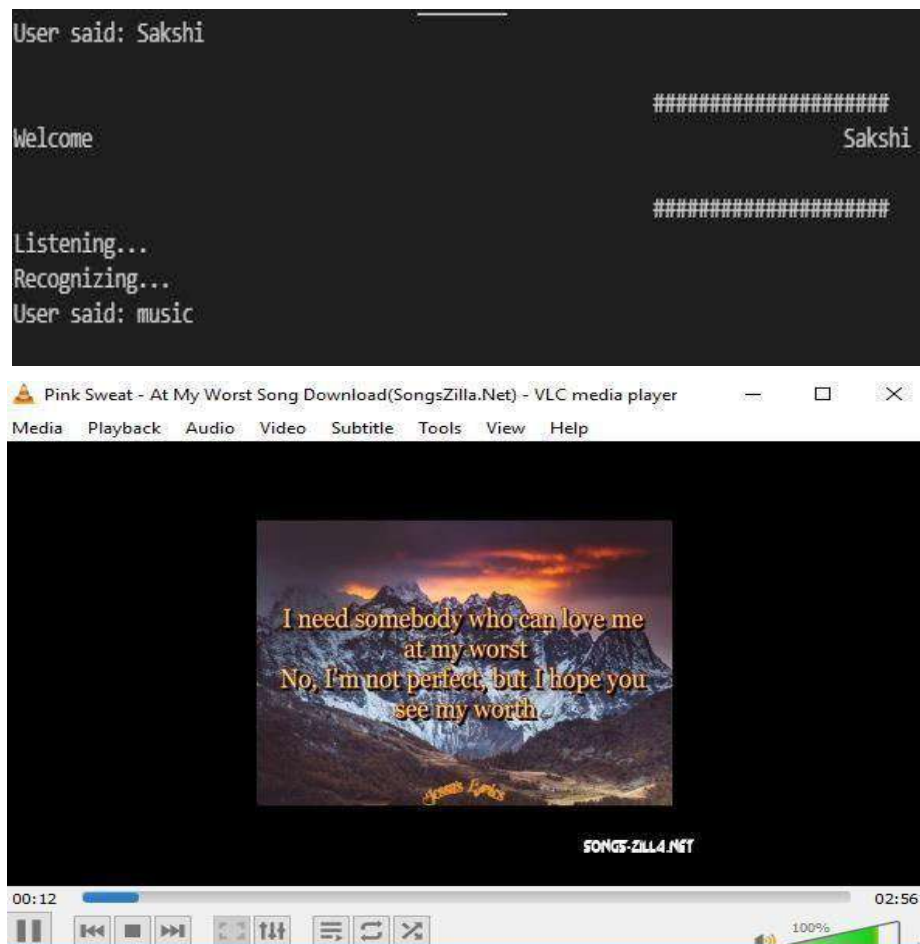 User said: Sakshi
#####################
Welcome Sakshi
#####################
Listening...
Recognizing...
User said: music
Pink Sweat - At My Worst Song Download(SongsZilla.Net) - VLC media player
Media Playback Audio Video Subtitle Tools View Help
I need somebody who can love me
at my worst
No, I'm not perfect, but I hope you
see my worth
Jessa's Lyrics
SONGS-ZILLA.NET
00:12 02:56
100%